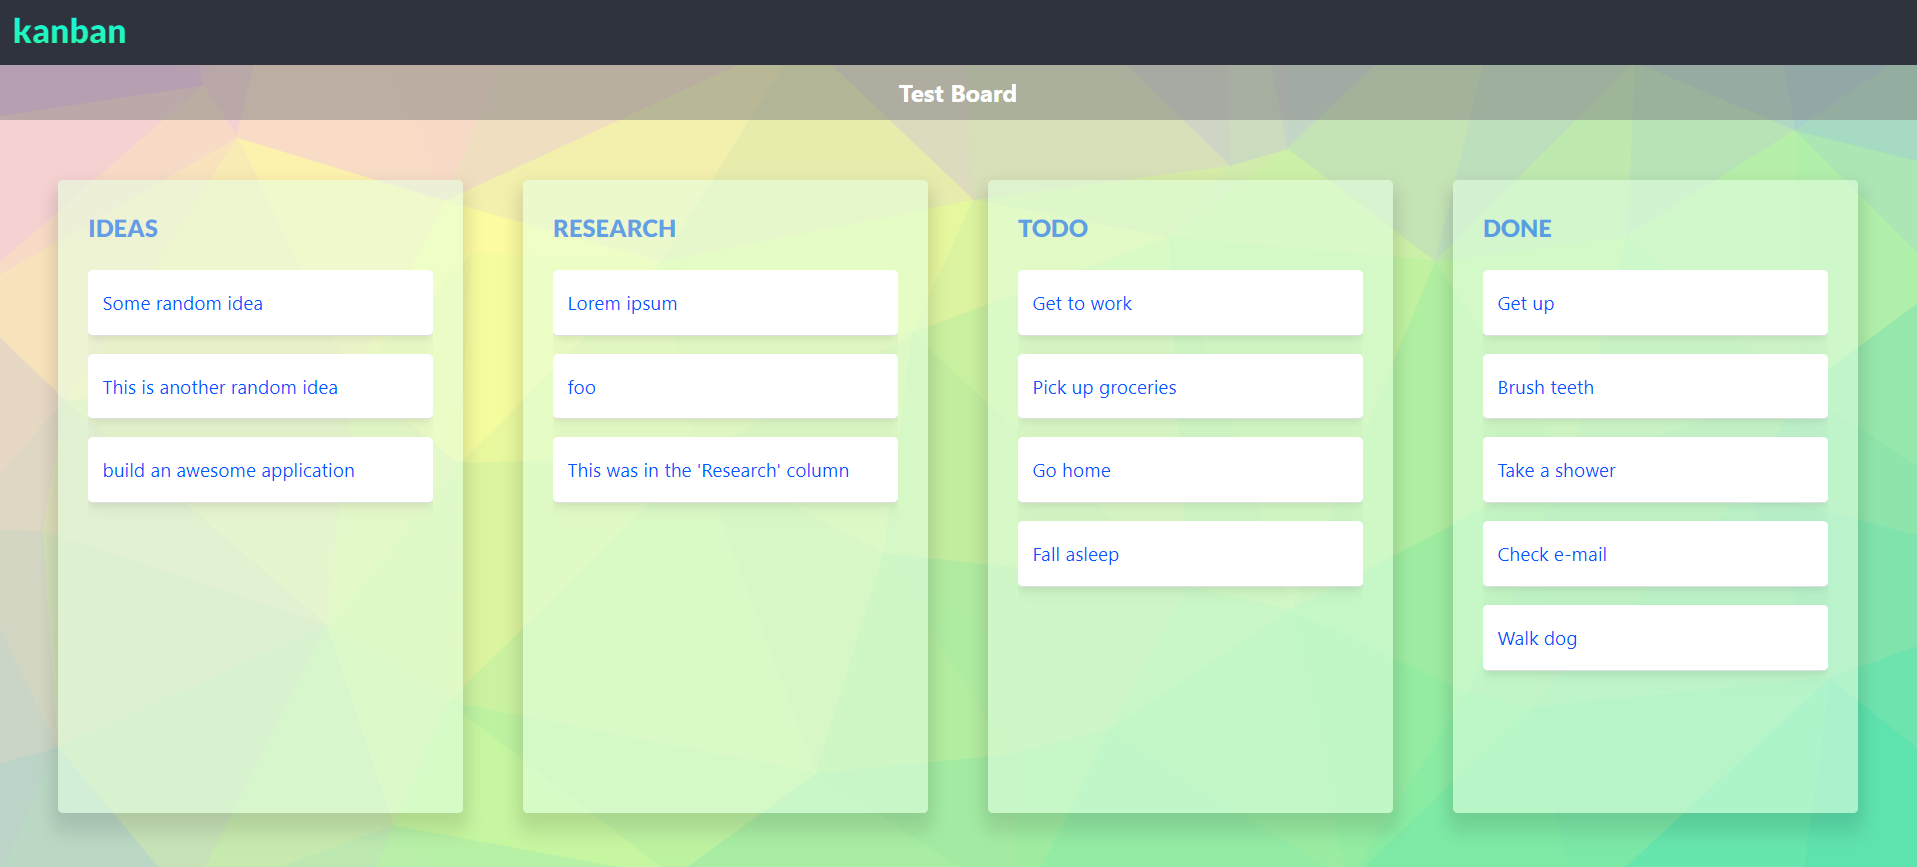 kanban
Test Board
IDEAS
Some random idea
This is another random idea
build an awesome application
RESEARCH
Lorem ipsum
foo
This was in the 'Research' column
TODO
Get to work
Pick up groceries
Go home
Fall asleep
DONE
Get up
Brush teeth
Take a shower
Check e-mail
Walk dog